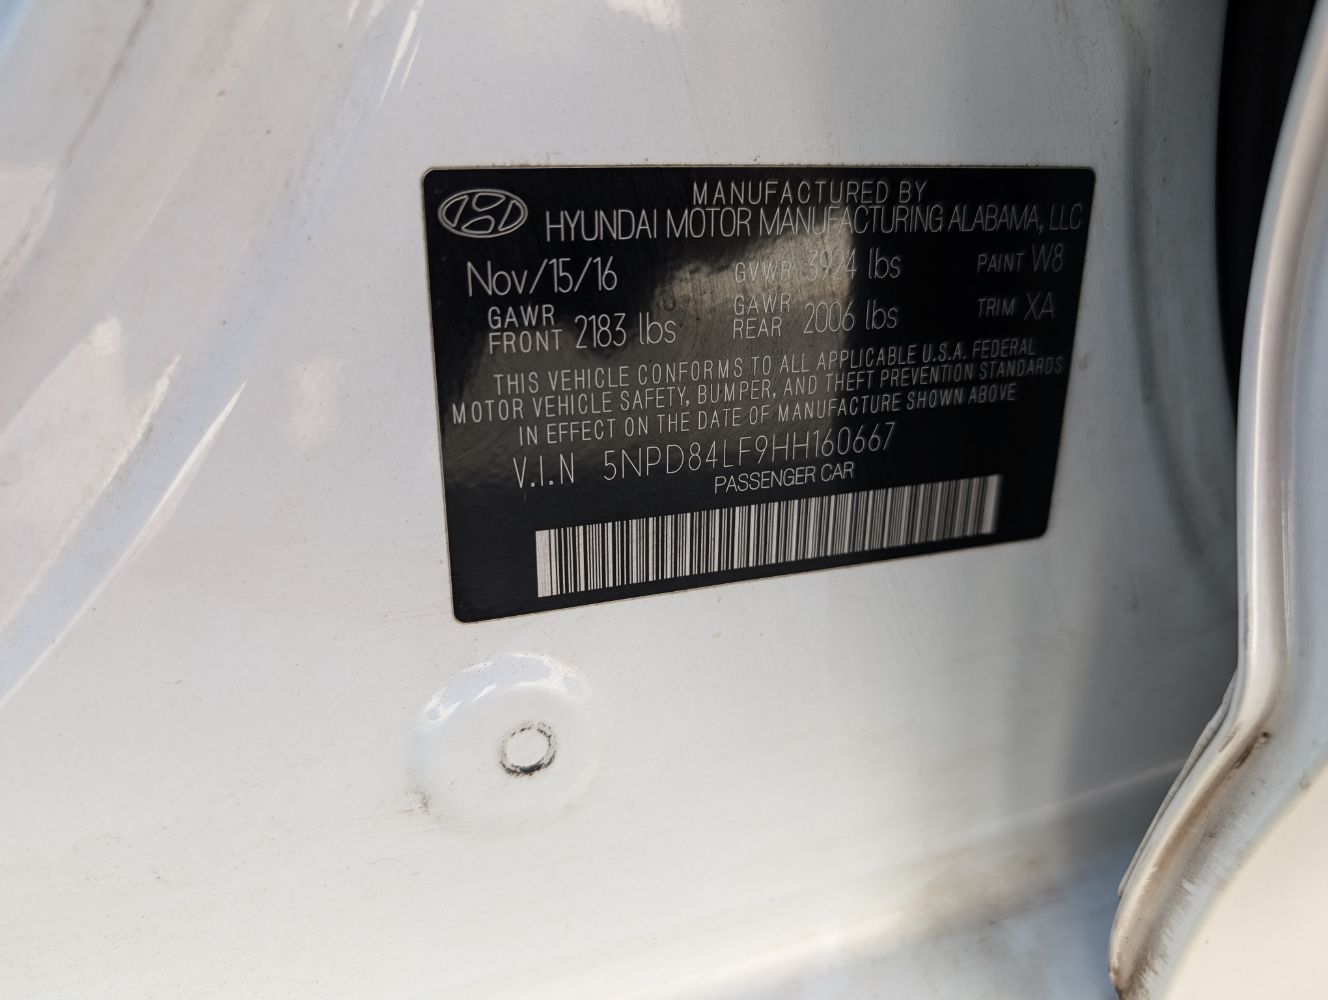 MANUFACTURED BY
HYUNDAI MOTOR MANUFACTURING ALABAMA, LLC
Nov/15/16 GVWR 3924 lbs PAINT W8
GAWR FRONT 2183 lbs GAWR REAR 2006 lbs TRIM XA
THIS VEHICLE CONFORMS TO ALL APPLICABLE U.S.A. FEDERAL
MOTOR VEHICLE SAFETY, BUMPER, AND THEFT PREVENTION STANDARDS
IN EFFECT ON THE DATE OF MANUFACTURE SHOWN ABOVE
V.I.N 5NPD84LF9HH160667
PASSENGER CAR